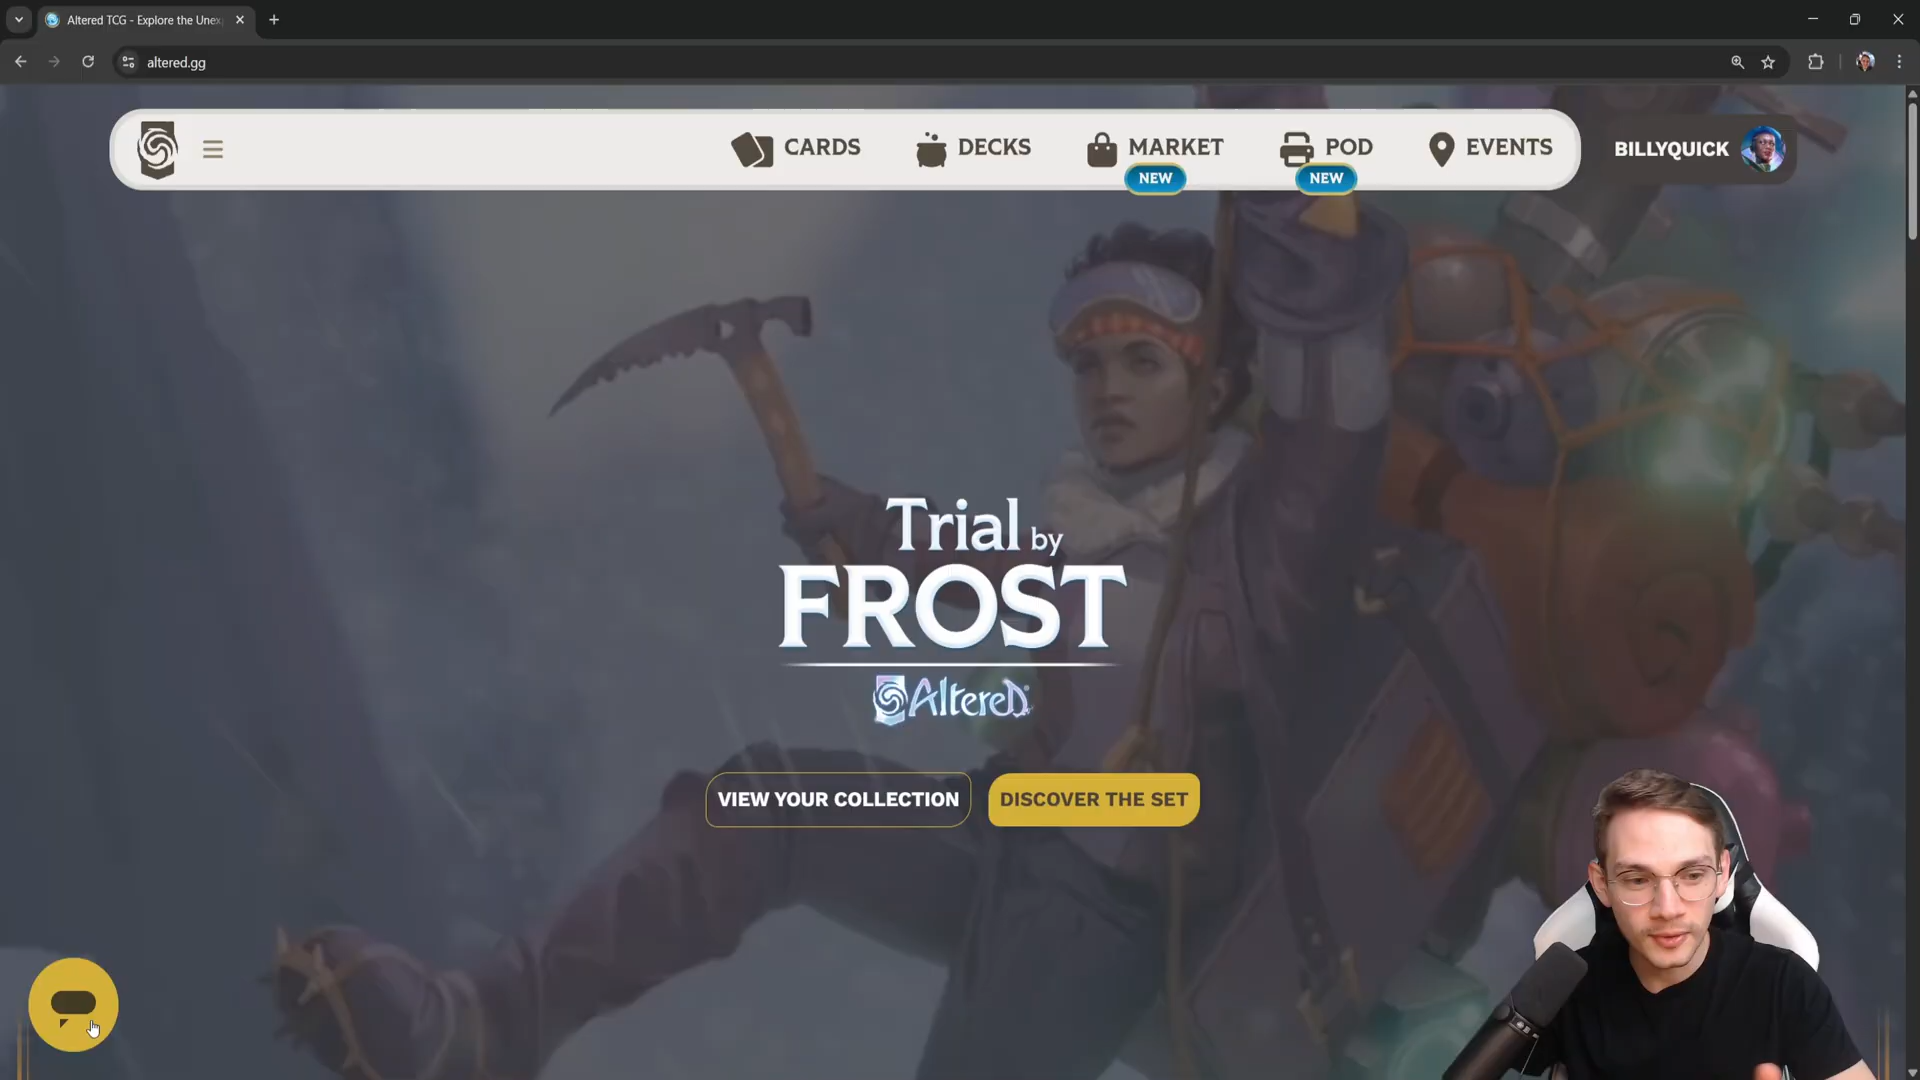 Altered TCG - Explore the Unex
altered.gg
CARDS
DECKS
MARKET
NEW
POD
NEW
EVENTS
BILLYQUICK
Trial by
FROST
Altered
VIEW YOUR COLLECTION
DISCOVER THE SET